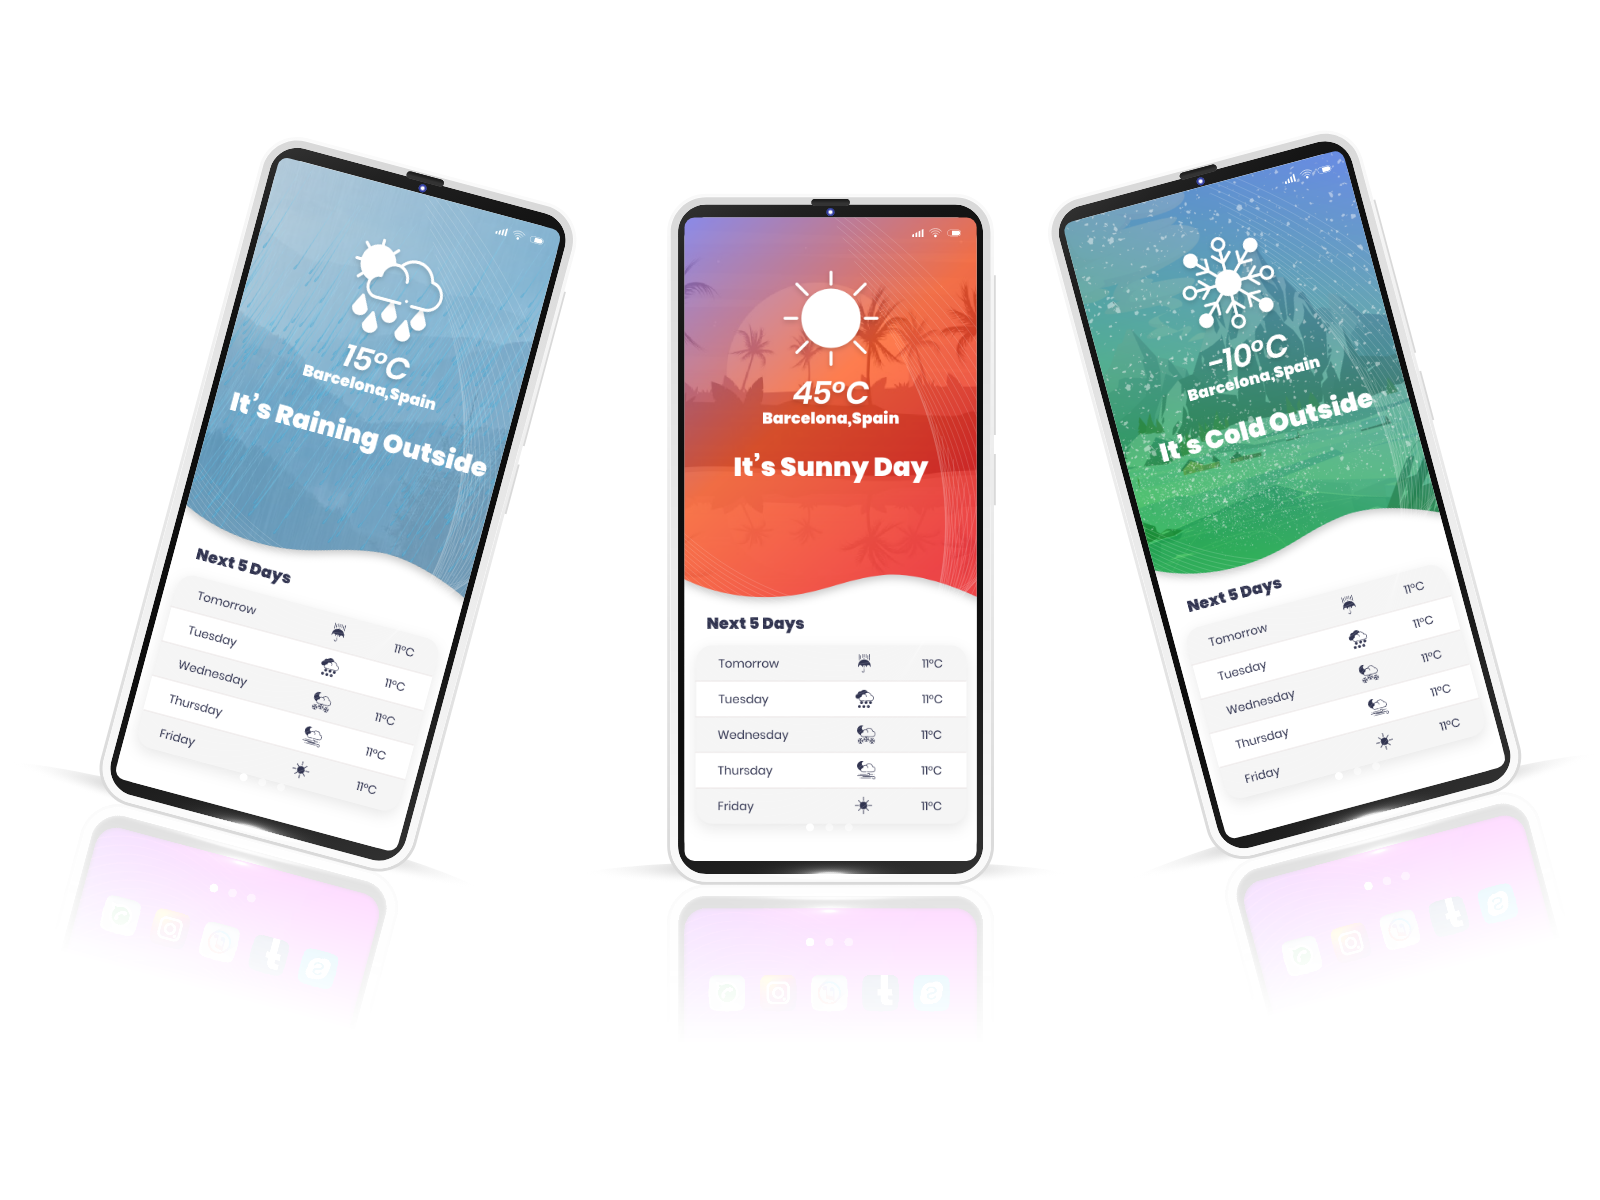 15°C
Barcelona,Spain
It's Raining Outside
Next 5 Days
Tomorrow 11°C
Tuesday 11°C
Wednesday 11°C
Thursday 11°C
Friday 11°C
45°C
Barcelona,Spain
It's Sunny Day
Next 5 Days
Tomorrow 11°C
Tuesday 11°C
Wednesday 11°C
Thursday 11°C
Friday 11°C
-10°C
Barcelona,Spain
It's Cold Outside
Next 5 Days
Tomorrow 11°C
Tuesday 11°C
Wednesday 11°C
Thursday 11°C
Friday 11°C